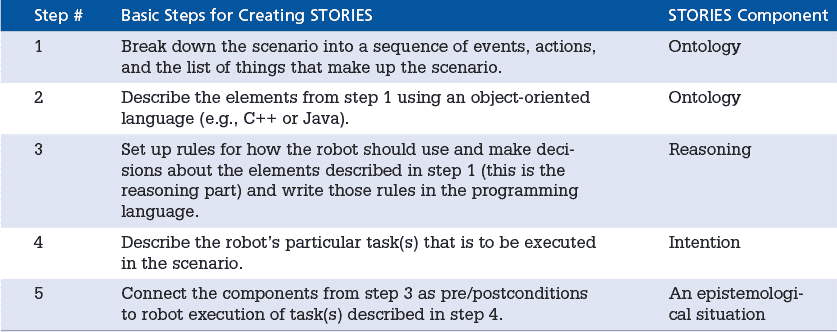 Step # Basic Steps for Creating STORIES STORIES Component
1 Break down the scenario into a sequence of events, actions, Ontology
and the list of things that make up the scenario.
2 Describe the elements from step 1 using an object-oriented Ontology
language (e.g., C++ or Java).
3 Set up rules for how the robot should use and make deci- Reasoning
sions about the elements described in step 1 (this is the
reasoning part) and write those rules in the programming
language.
4 Describe the robot's particular task(s) that is to be executed Intention
in the scenario.
5 Connect the components from step 3 as pre/postconditions An epistemologi-
to robot execution of task(s) described in step 4. cal situation